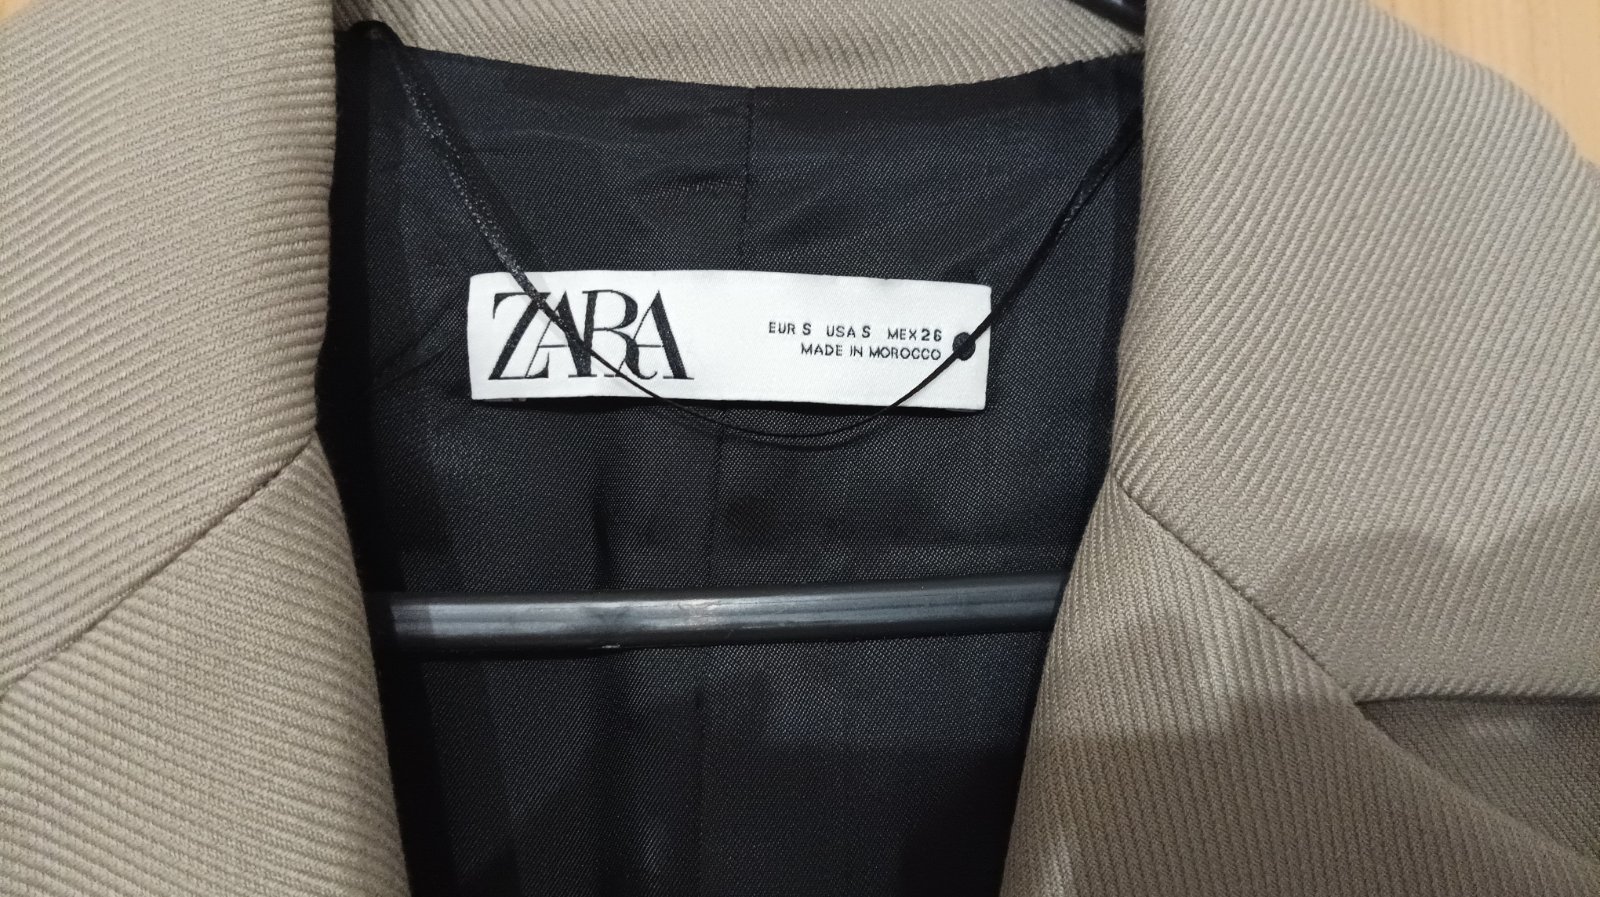 ZARA
EUR S USA S MEX 26
MADE IN MOROCCO